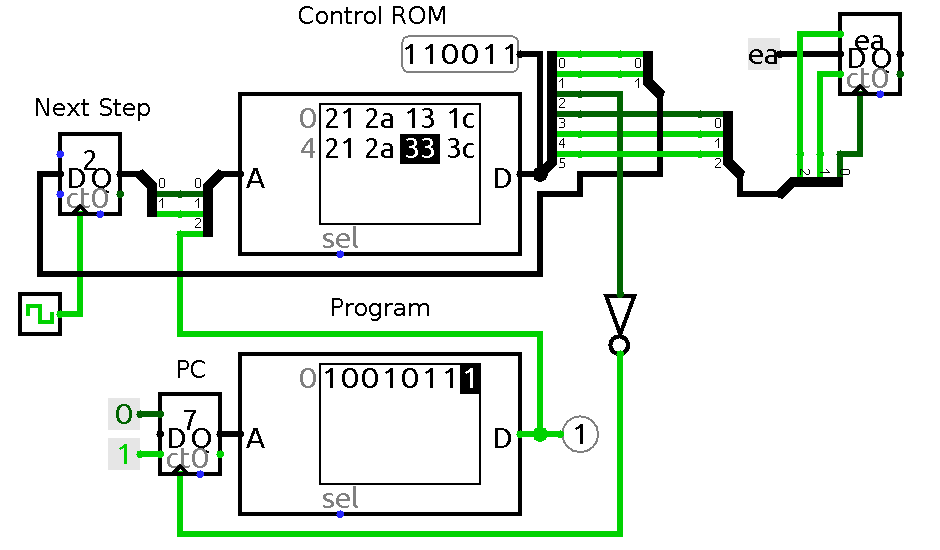 Control ROM
110011
ea
ea
D Q
ct0
0
1
2
3
4
5
0
1
0
1
2
2
1
0
Next Step
2
D Q
ct0
0
1
0
1
2
A
0 21 2a 13 1c
4 21 2a 33 3c
D
sel
Program
PC
0
1
7
D Q
ct0
A
0 10010111
D
1
sel